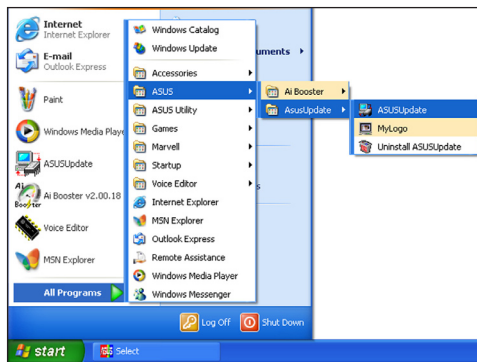 Internet
Internet Explorer
E-mail
Outlook Express
Paint
Windows Media Playe
ASUSUpdate
Ai Booster v2.00.18
Voice Editor
MSN Explorer
All Programs
Windows Catalog
Windows Update
Accessories
ASUS
ASUS Utility
Games
Marvell
Startup
Voice Editor
Internet Explorer
MSN Explorer
Outlook Express
Remote Assistance
Windows Media Player
Windows Messenger
uments
s
Ai Booster
AsusUpdate
ASUSUpdate
MyLogo
Uninstall ASUSUpdate
Log Off
Shut Down
start
Select